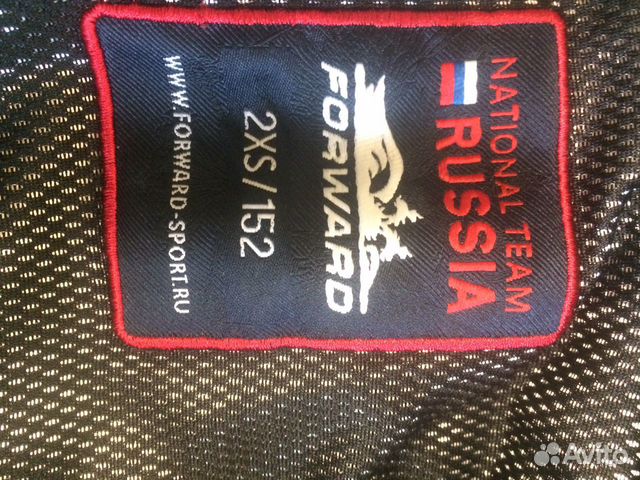 NATIONAL TEAM
RUSSIA
FORWARD
2XS/152
WWW.FORWARD-SPORT.RU
Avito